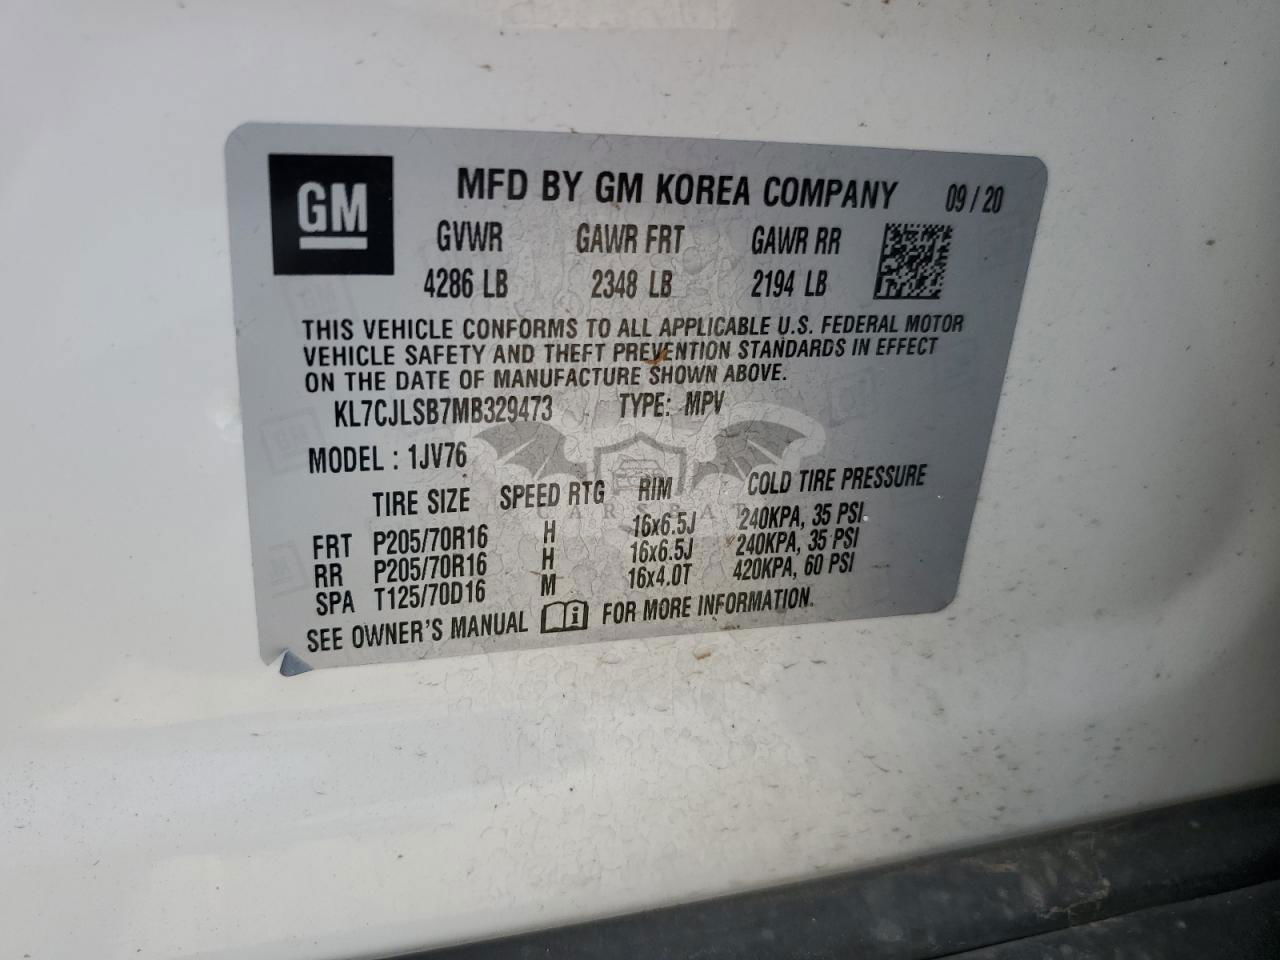 GM
MFD BY GM KOREA COMPANY 09 / 20
GVWR GAWR FRT GAWR RR
4286 LB 2348 LB 2194 LB
THIS VEHICLE CONFORMS TO ALL APPLICABLE U.S. FEDERAL MOTOR
VEHICLE SAFETY AND THEFT PREVENTION STANDARDS IN EFFECT
ON THE DATE OF MANUFACTURE SHOWN ABOVE.
KL7CJLSB7MB329473 TYPE: MPV
MODEL : 1JV76
TIRE SIZE SPEED RTG RIM COLD TIRE PRESSURE
FRT P205/70R16 H 16x6.5J 240KPA, 35 PSI
RR P205/70R16 H 16x6.5J 240KPA, 35 PSI
SPA T125/70D16 M 16x4.0T 420KPA, 60 PSI
SEE OWNER'S MANUAL i FOR MORE INFORMATION.